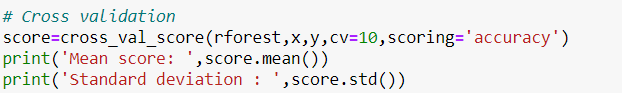 # Cross validation
score=cross_val_score(rforest,x,y,cv=10,scoring='accuracy')
print('Mean score: ',score.mean())
print('Standard deviation : ',score.std())